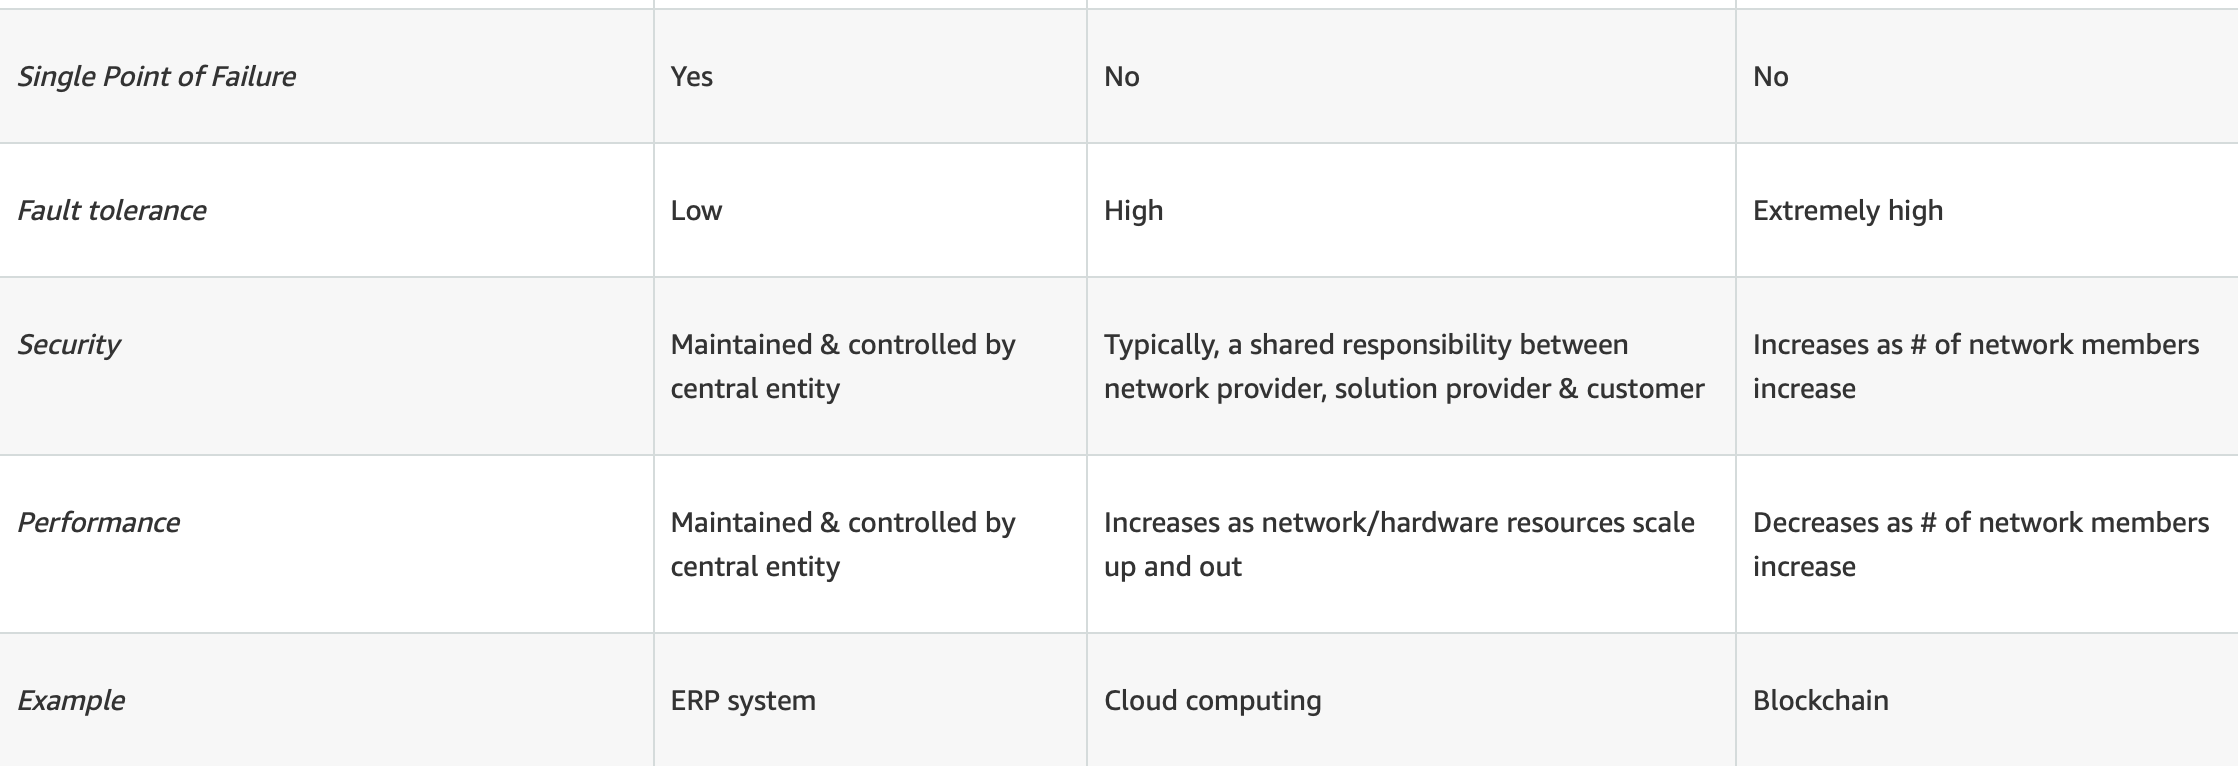 Single Point of Failure
Yes
No
No
Fault tolerance
Low
High
Extremely high
Security
Maintained & controlled by
central entity
Typically, a shared responsibility between
network provider, solution provider & customer
Increases as # of network members
increase
Performance
Maintained & controlled by
central entity
Increases as network/hardware resources scale
up and out
Decreases as # of network members
increase
Example
ERP system
Cloud computing
Blockchain